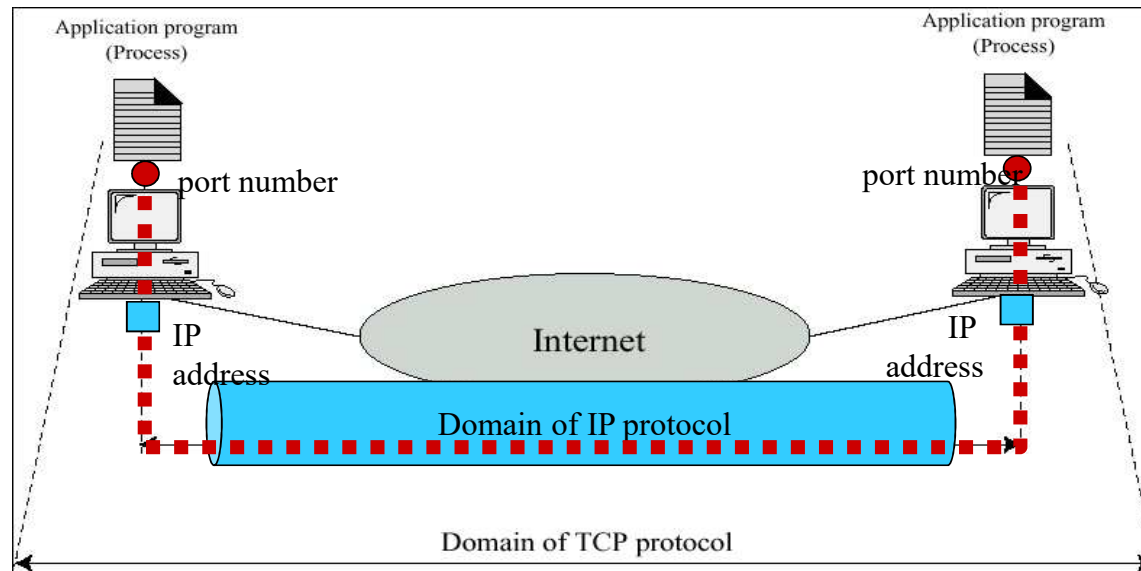 Application program
(Process)
Application program
(Process)
port number
port number
IP
address
IP
address
Internet
Domain of IP protocol
Domain of TCP protocol